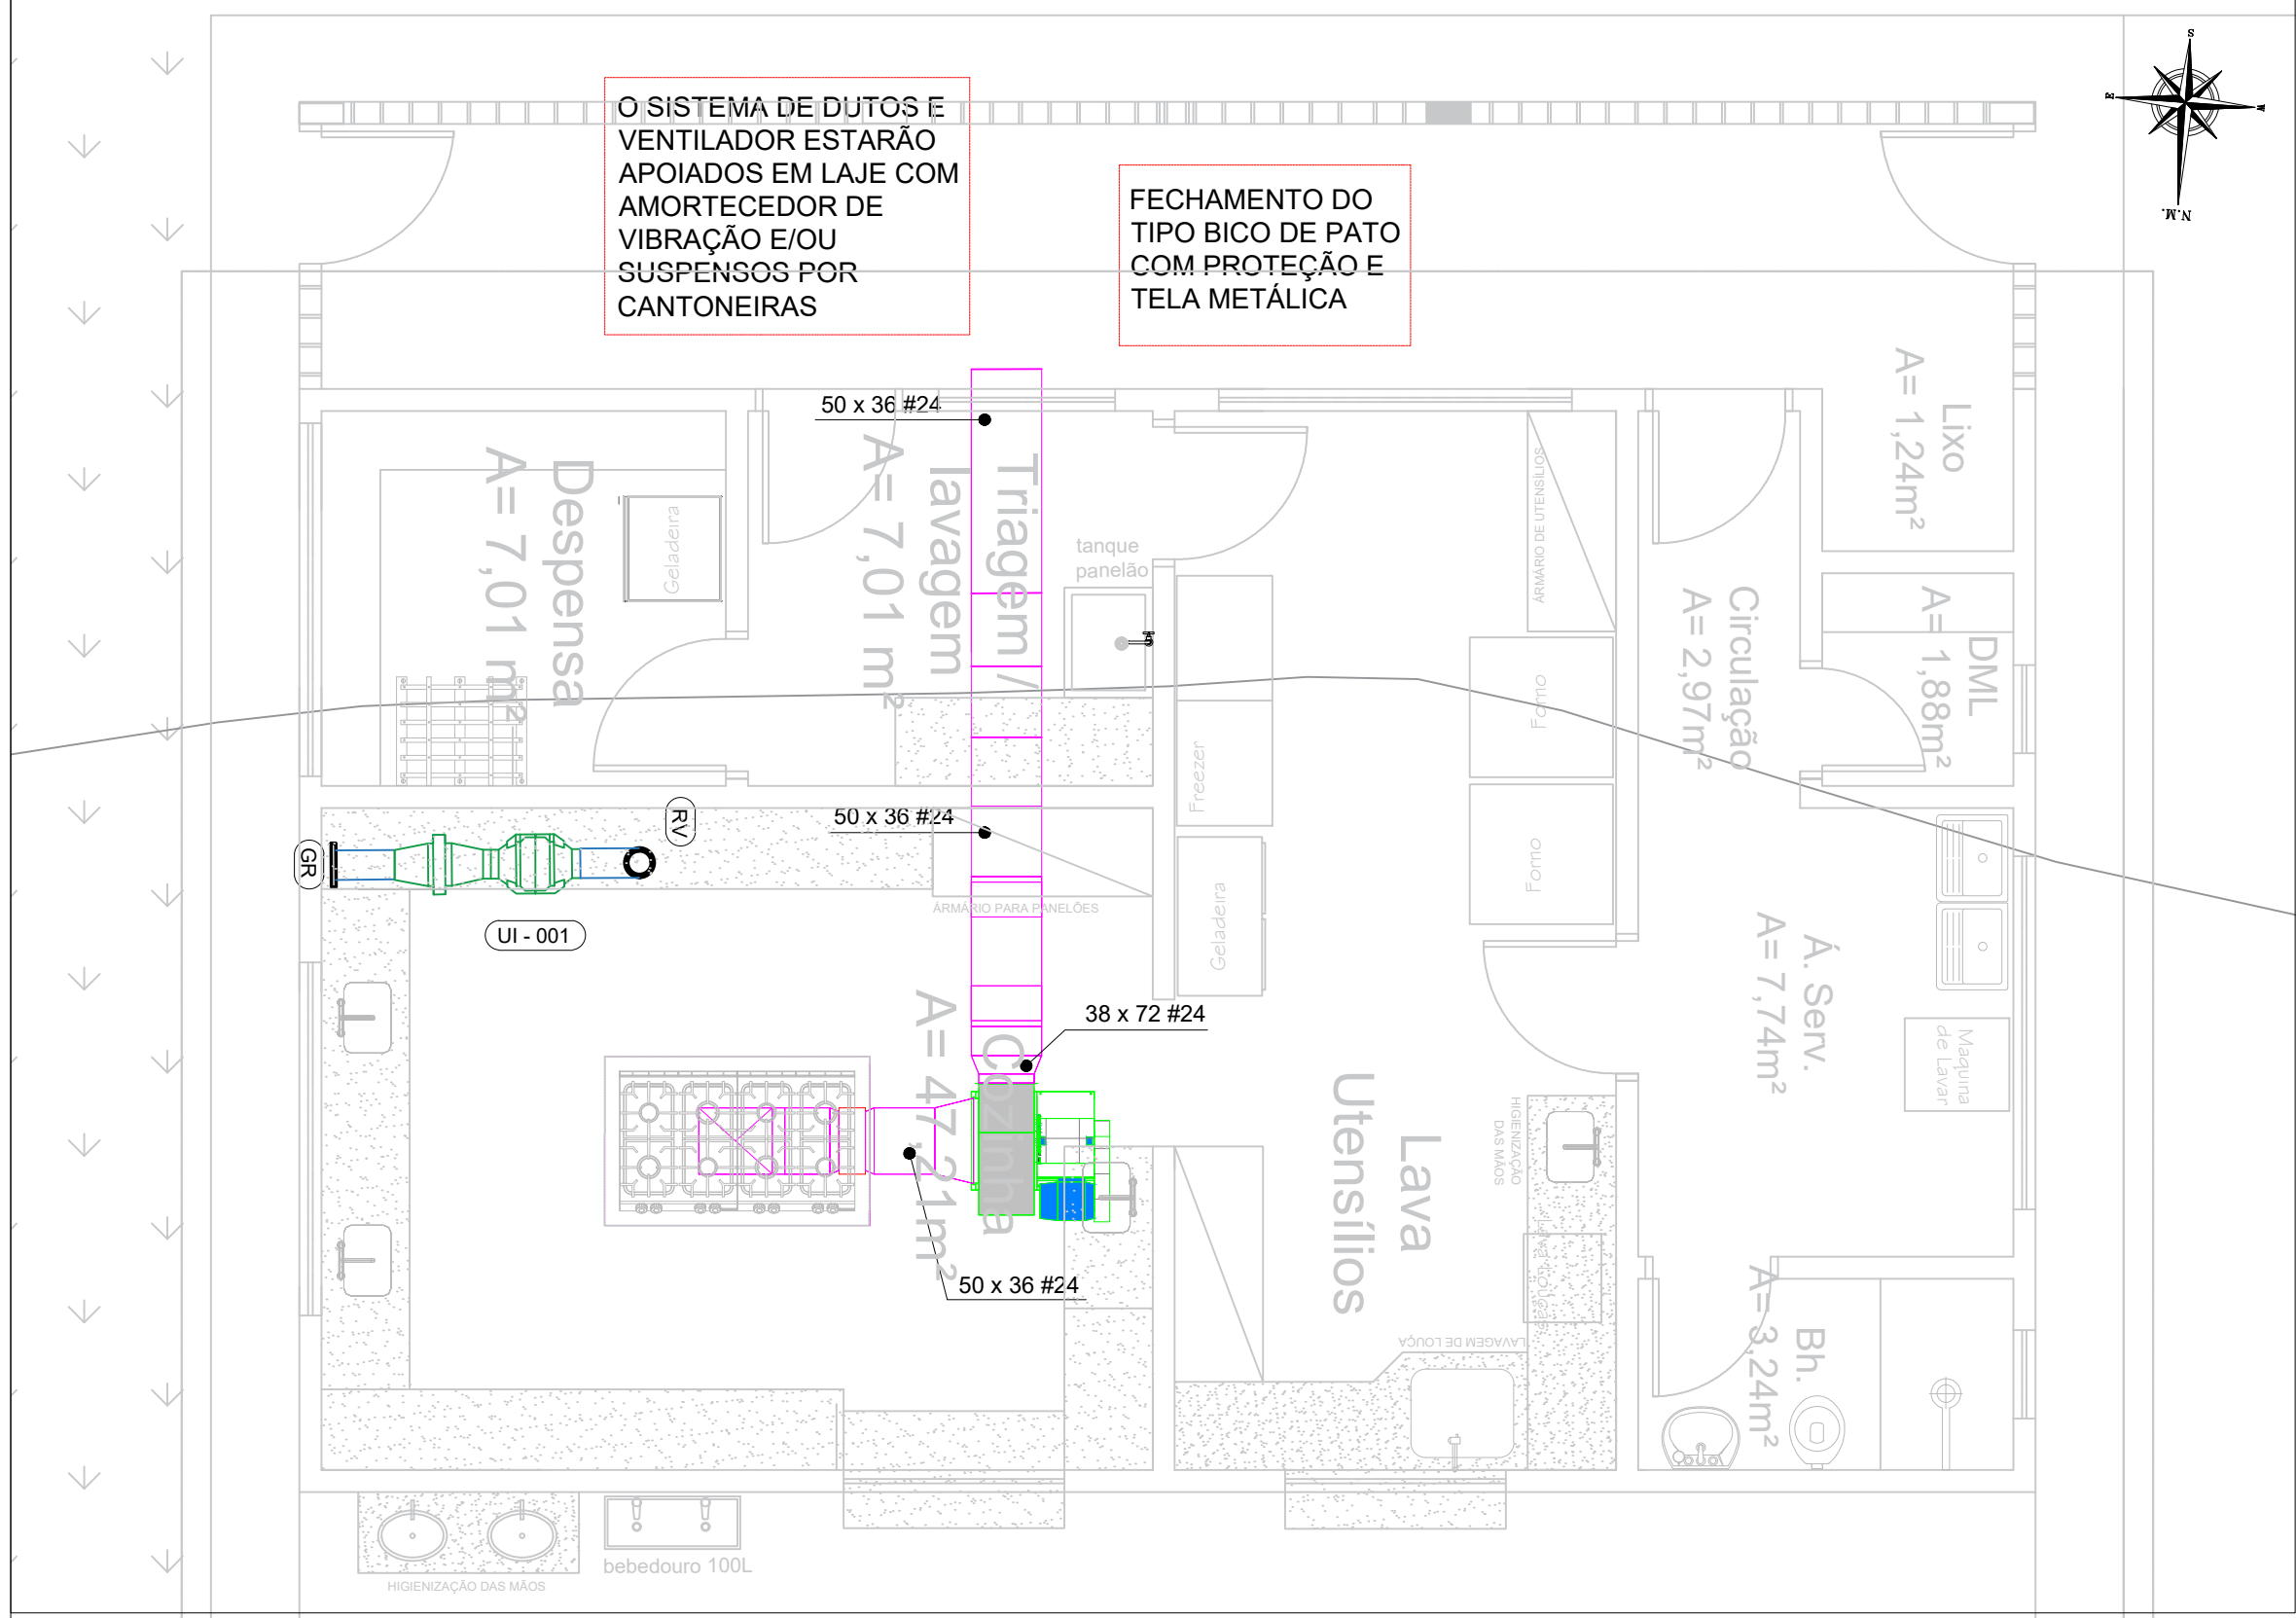 S
E
W
N.M.
O SISTEMA DE DUTOS E
VENTILADOR ESTARÃO
APOIADOS EM LAJE COM
AMORTECEDOR DE
VIBRAÇÃO E/OU
SUSPENSOS POR
CANTONEIRAS
FECHAMENTO DO
TIPO BICO DE PATO
COM PROTEÇÃO E
TELA METÁLICA
50 x 36 #24
Despensa
A= 7,01 m²
Geladeira
Triagem /
lavagem
A= 7,01 m²
tanque
panelão
ÁRMÁRIO DE UTENSÍLIOS
Lixo
A= 1,24m²
Circulação
A= 2,97m²
DML
A= 1,88m²
Forno
Freezer
Forno
50 x 36 #24
RV
GR
UI - 001
ÁRMÁRIO PARA PANELÕES
Geladeira
Á. Serv.
A= 7,74m²
Maquina
de Lavar
38 x 72 #24
Cozinha
A= 47,21m²
50 x 36 #24
Lava
Utensílios
HIGIENIZAÇÃO
DAS MÃOS
LAVAGEM DE LOUÇA
Bh.
A= 3,24m²
bebedouro 100L
HIGIENIZAÇÃO DAS MÃOS